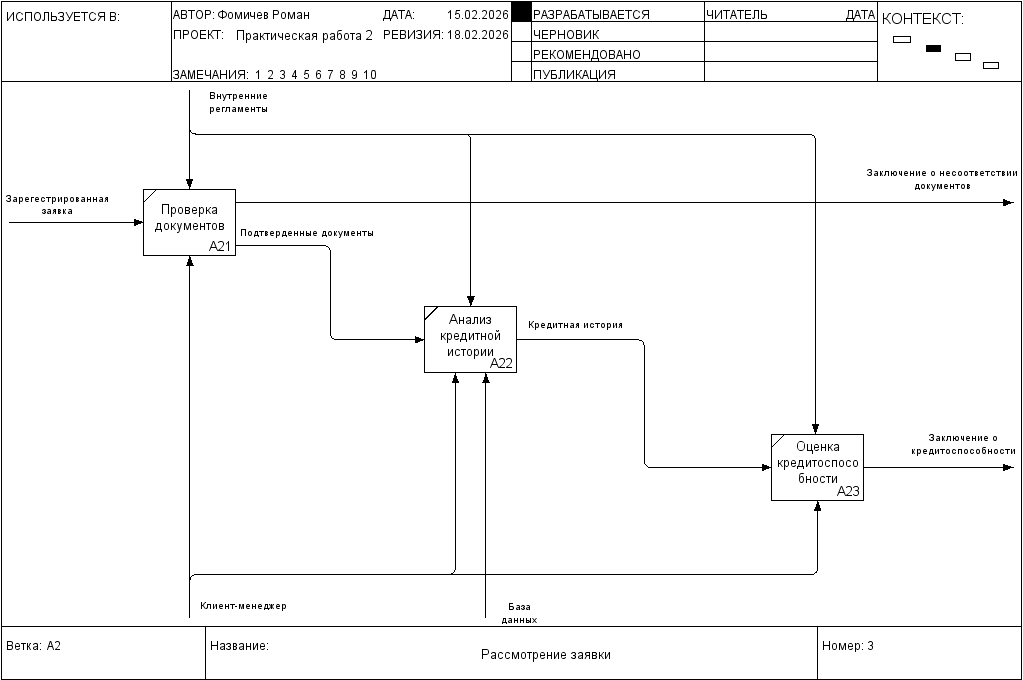 ИСПОЛЬЗУЕТСЯ В:
АВТОР: Фомичев Роман
ДАТА: 15.02.2026
ПРОЕКТ: Практическая работа 2
РЕВИЗИЯ: 18.02.2026
ЗАМЕЧАНИЯ: 1 2 3 4 5 6 7 8 9 10
РАЗРАБАТЫВАЕТСЯ
ЧЕРНОВИК
РЕКОМЕНДОВАНО
ПУБЛИКАЦИЯ
ЧИТАТЕЛЬ
ДАТА
КОНТЕКСТ:
Внутренние
регламенты
Заключение о несоответствии
документов
Зарегестрированная
заявка
Проверка
документов
A21
Подтверденные документы
Анализ
кредитной
истории
A22
Кредитная история
Оценка
кредитоспосо
бности
A23
Заключение о
кредитоспособности
Клиент-менеджер
База
данных
Ветка: A2
Название:
Рассмотрение заявки
Номер: 3